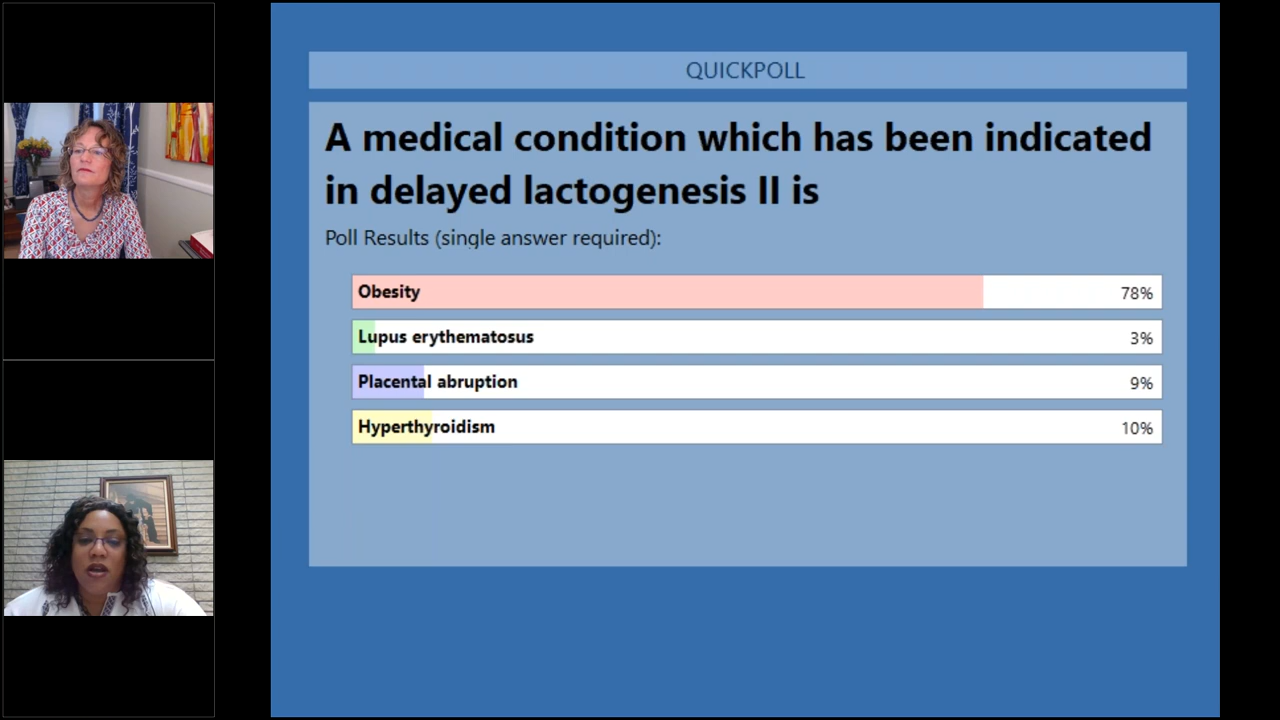 QUICKPOLL
A medical condition which has been indicated
in delayed lactogenesis II is
Poll Results (single answer required):
Obesity 78%
Lupus erythematosus 3%
Placental abruption 9%
Hyperthyroidism 10%